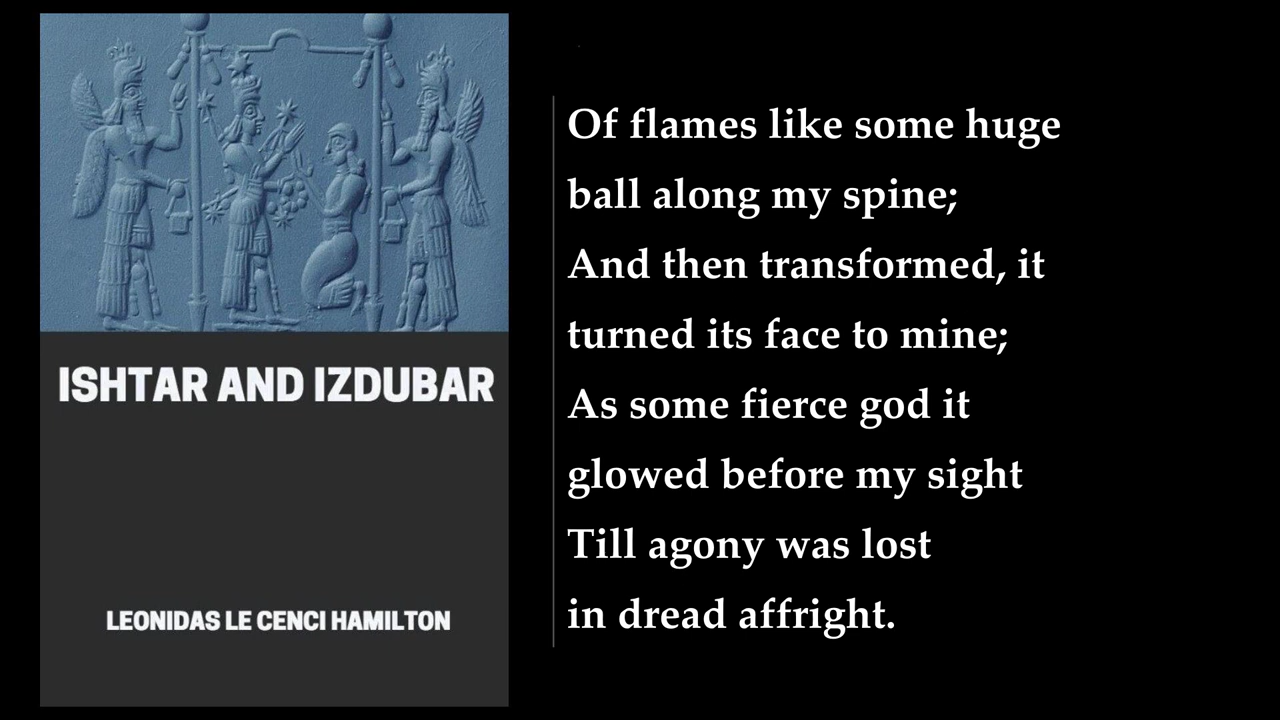 ISHTAR AND IZDUBAR
LEONIDAS LE CENCI HAMILTON
Of flames like some huge
ball along my spine;
And then transformed, it
turned its face to mine;
As some fierce god it
glowed before my sight
Till agony was lost
in dread affright.